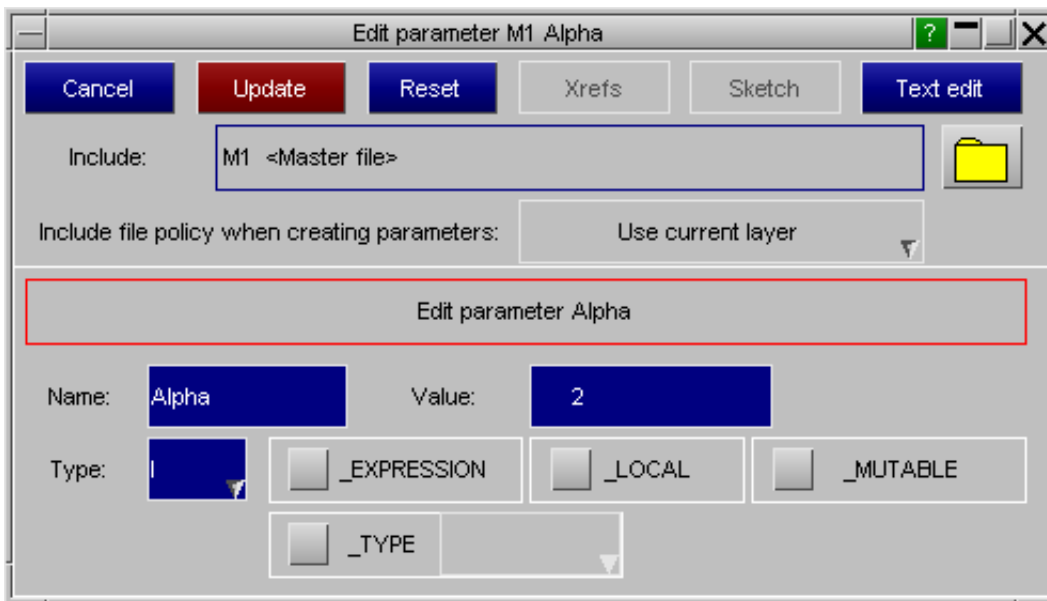 Edit parameter M1 Alpha ?
Cancel Update Reset Xrefs Sketch Text edit
Include: M1 <Master file>
Include file policy when creating parameters: Use current layer
Edit parameter Alpha
Name: Alpha Value: 2
Type: I _EXPRESSION _LOCAL _MUTABLE
_TYPE